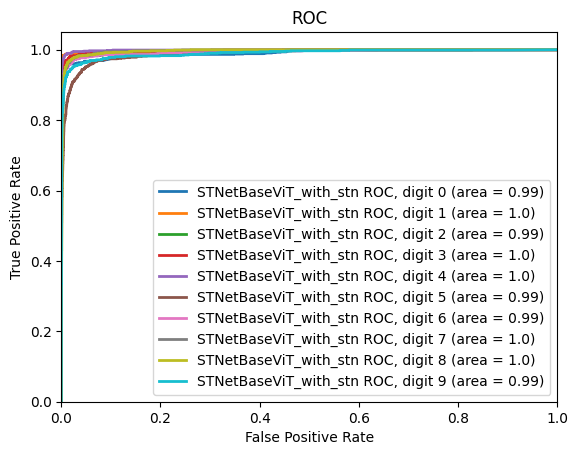 ROC
1.0
0.8
0.6
0.4
0.2
0.0
True Positive Rate
STNetBaseViT_with_stn ROC, digit 0 (area = 0.99)
STNetBaseViT_with_stn ROC, digit 1 (area = 1.0)
STNetBaseViT_with_stn ROC, digit 2 (area = 0.99)
STNetBaseViT_with_stn ROC, digit 3 (area = 1.0)
STNetBaseViT_with_stn ROC, digit 4 (area = 1.0)
STNetBaseViT_with_stn ROC, digit 5 (area = 0.99)
STNetBaseViT_with_stn ROC, digit 6 (area = 0.99)
STNetBaseViT_with_stn ROC, digit 7 (area = 1.0)
STNetBaseViT_with_stn ROC, digit 8 (area = 1.0)
STNetBaseViT_with_stn ROC, digit 9 (area = 0.99)
0.0 0.2 0.4 0.6 0.8 1.0
False Positive Rate